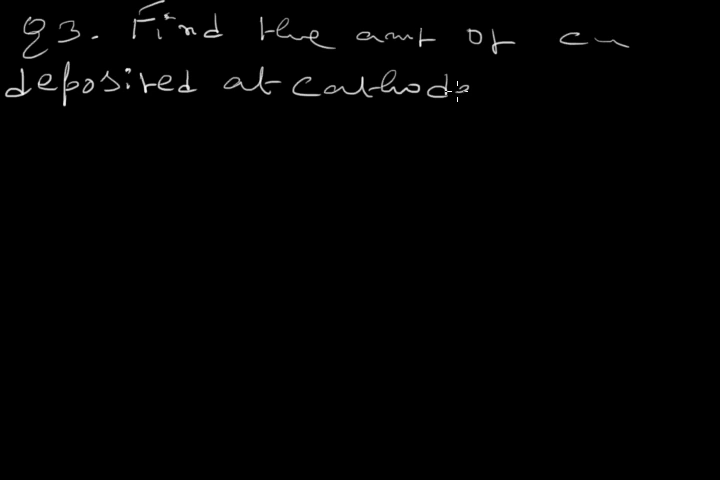 Q3. Find the amt of cu
deposited at cathode